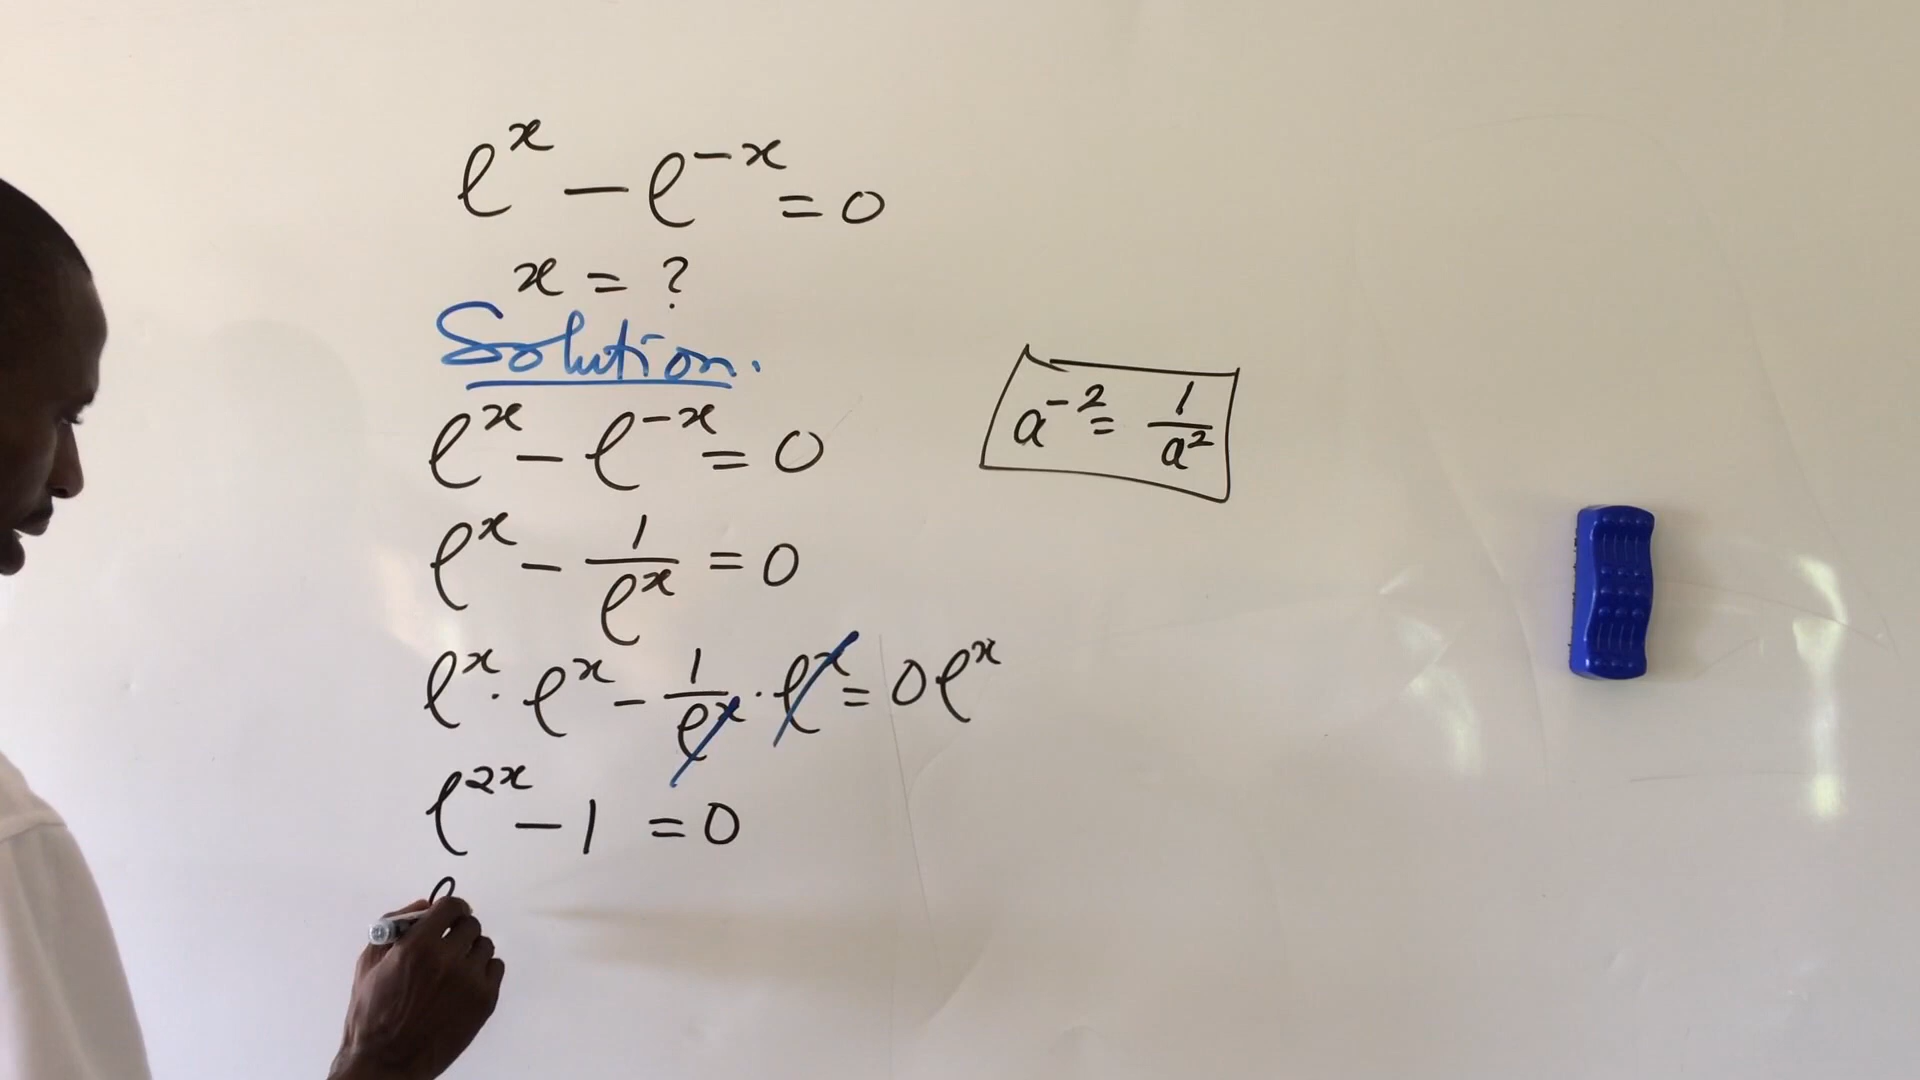 e^x − e^−x = 0
x = ?
Solution.
e^x − e^−x = 0
a^−2 = 1/a^2
e^x − 1/e^x = 0
e^x · e^x − 1/e^x · e^x = 0e^x
e^2x − 1 = 0